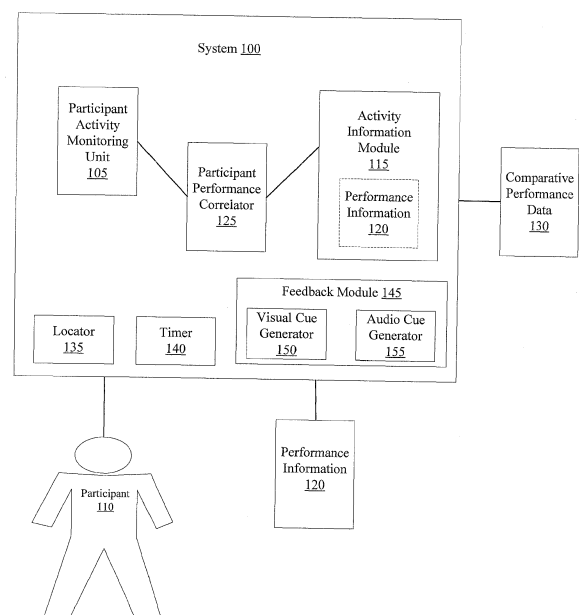 System 100
Participant
Activity
Monitoring
Unit
105
Participant
Performance
Correlator
125
Activity
Information
Module
115
Performance
Information
120
Comparative
Performance
Data
130
Feedback Module 145
Visual Cue
Generator
150
Audio Cue
Generator
155
Locator
135
Timer
140
Performance
Information
120
Participant
110